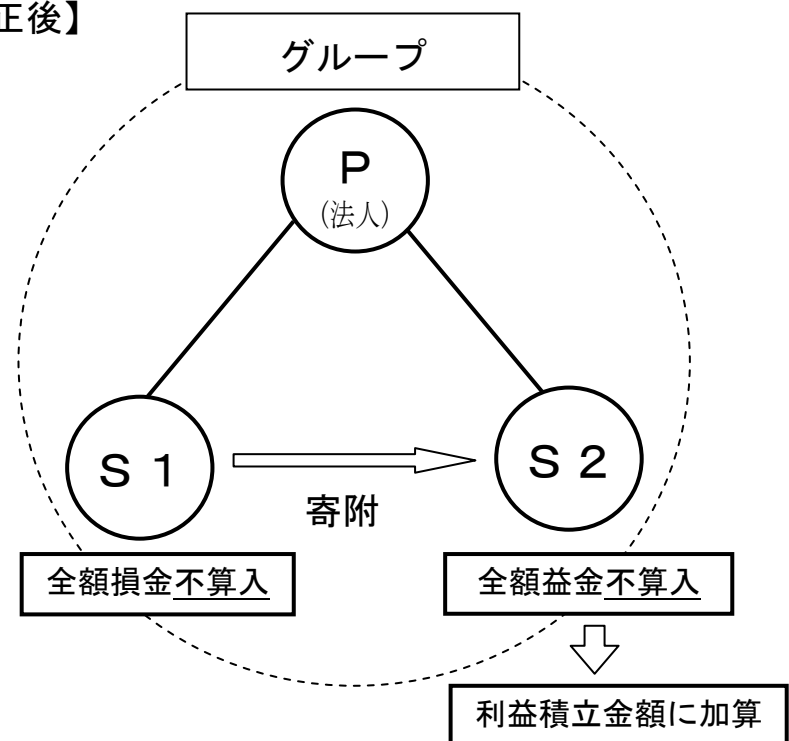 正後】
グループ
P
(法人)
S 1
S 2
寄附
全額損金不算入
全額益金不算入
利益積立金額に加算